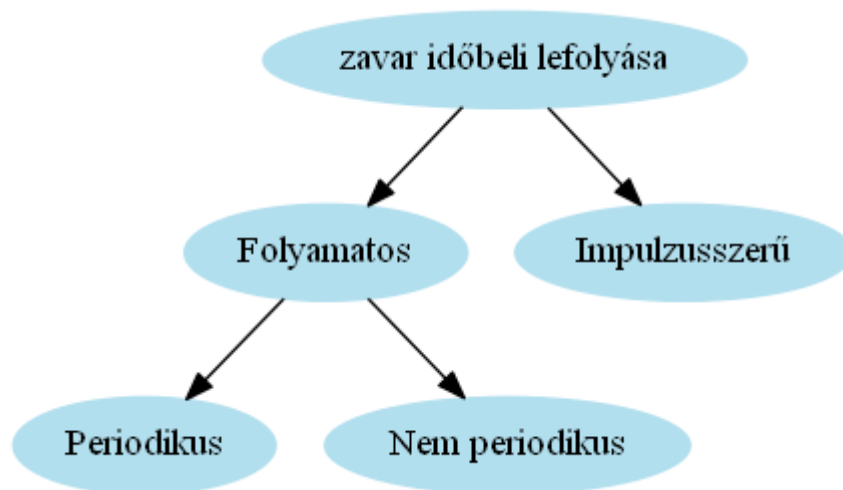 zavar időbeli lefolyása
Folyamatos
Impulzusszerű
Periodikus
Nem periodikus